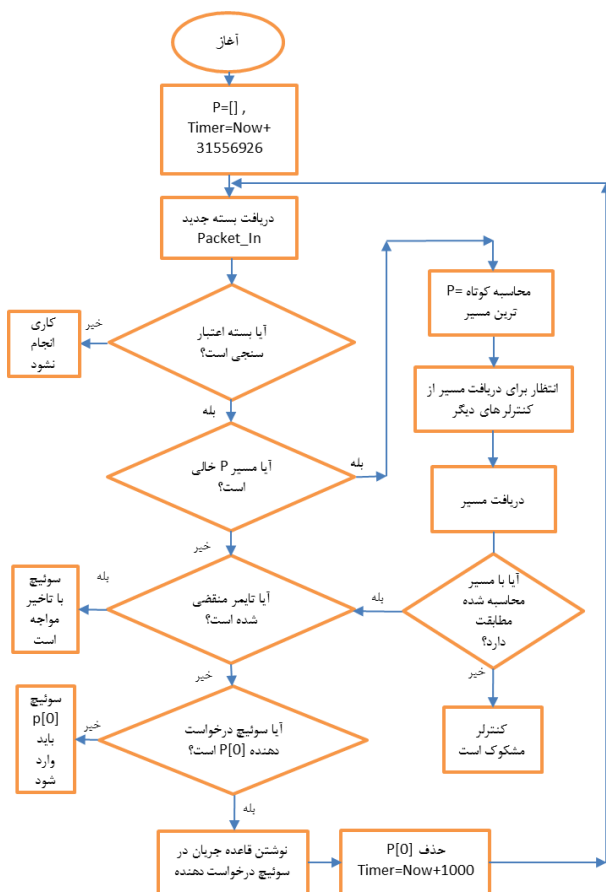 آغاز
P=[] ,
Timer=Now+
31556926
دریافت بسته جدید
Packet_In
آیا بسته اعتبار
سنجی است؟
خیر
کاری
انجام
نشود
بله
آیا مسیر P خالی
است؟
بله
محاسبه کوتاه =P
ترین مسیر
انتظار برای دریافت مسیر از
کنترلر های دیگر
دریافت مسیر
آیا با مسیر
محاسبه شده
مطابقت
دارد؟
بله
خیر
کنترلر
مشکوک است
خیر
آیا تایمر منقضی
شده است؟
بله
سوئیچ
با تاخیر
مواجه
است
خیر
آیا سوئیچ درخواست
دهنده P[0] است؟
خیر
سوئیچ
p[0]
باید
وارد
شود
بله
نوشتن قاعده جریان در
سوئیچ درخواست دهنده
حذف P[0]
Timer=Now+1000